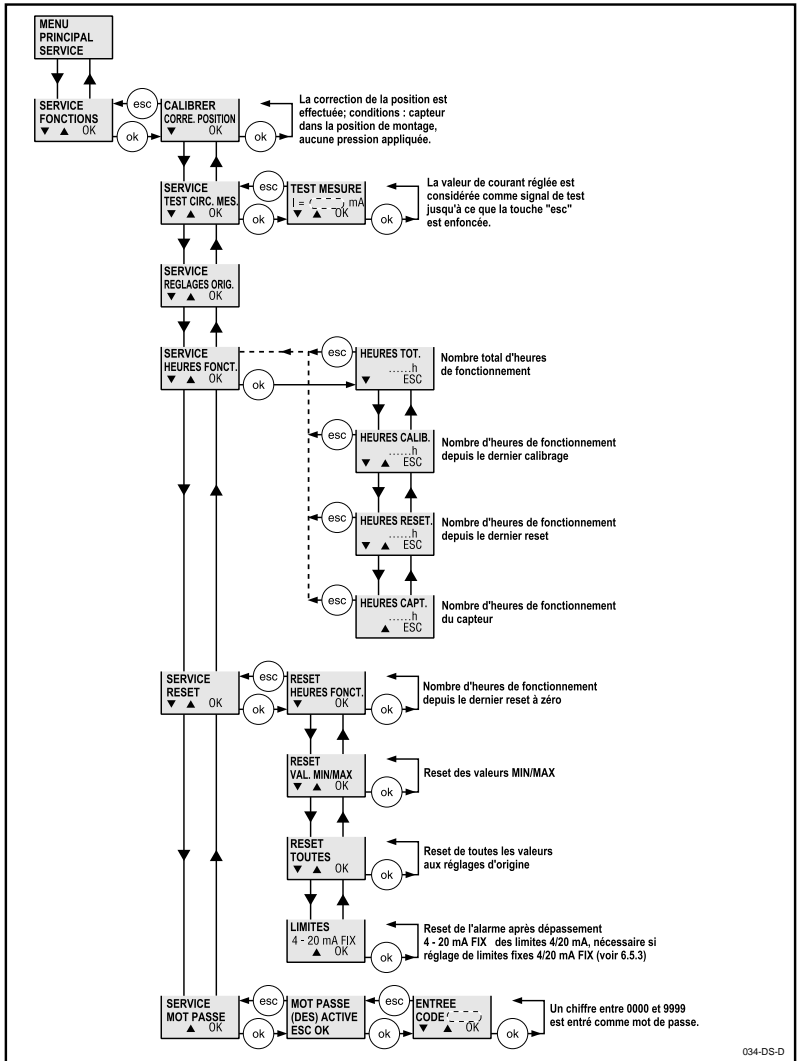 MENU
PRINCIPAL
SERVICE
SERVICE
FONCTIONS
▼ ▲ OK
esc
ok
CALIBRER
CORRE. POSITION
▼ OK
ok
La correction de la position est
effectuée; conditions : capteur
dans la position de montage,
aucune pression appliquée.
SERVICE
TEST CIRC. MES.
▼ ▲ OK
esc
ok
TEST MESURE
I = mA
▼ ▲ OK
ok
La valeur de courant réglée est
considérée comme signal de test
jusqu'à ce que la touche "esc"
est enfoncée.
SERVICE
REGLAGES ORIG.
▼ ▲ OK
SERVICE
HEURES FONCT.
▼ ▲ OK
ok
esc
HEURES TOT.
......h
▼ ESC
Nombre total d'heures
de fonctionnement
esc
HEURES CALIB.
......h
▼ ▲ ESC
Nombre d'heures de fonctionnement
depuis le dernier calibrage
esc
HEURES RESET.
......h
▼ ▲ ESC
Nombre d'heures de fonctionnement
depuis le dernier reset
esc
HEURES CAPT.
......h
▲ ESC
Nombre d'heures de fonctionnement
du capteur
SERVICE
RESET
▼ ▲ OK
esc
ok
RESET
HEURES FONCT.
▼ OK
ok
Nombre d'heures de fonctionnement
depuis le dernier reset à zéro
RESET
VAL. MIN/MAX
▼ ▲ OK
ok
Reset des valeurs MIN/MAX
RESET
TOUTES
▼ ▲ OK
ok
Reset de toutes les valeurs
aux réglages d'origine
LIMITES
4 - 20 mA FIX
▲ OK
ok
Reset de l'alarme après dépassement
4 - 20 mA FIX des limites 4/20 mA, nécessaire si
réglage de limites fixes 4/20 mA FIX (voir 6.5.3)
SERVICE
MOT PASSE
▲ OK
esc
ok
MOT PASSE
(DES) ACTIVE
ESC OK
esc
ok
ENTREE
CODE
▼ ▲ OK
ok
Un chiffre entre 0000 et 9999
est entré comme mot de passe.
034-DS-D